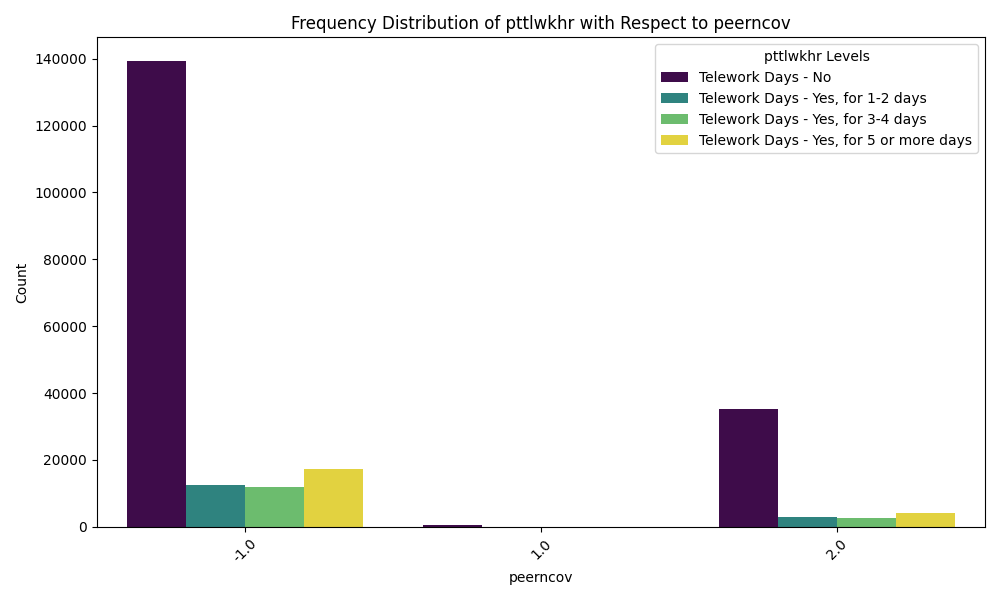 Frequency Distribution of pttlwkhr with Respect to peerncov
pttlwkhr Levels
Telework Days - No
Telework Days - Yes, for 1-2 days
Telework Days - Yes, for 3-4 days
Telework Days - Yes, for 5 or more days
Count
140000
120000
100000
80000
60000
40000
20000
0
-1.0
1.0
2.0
peerncov